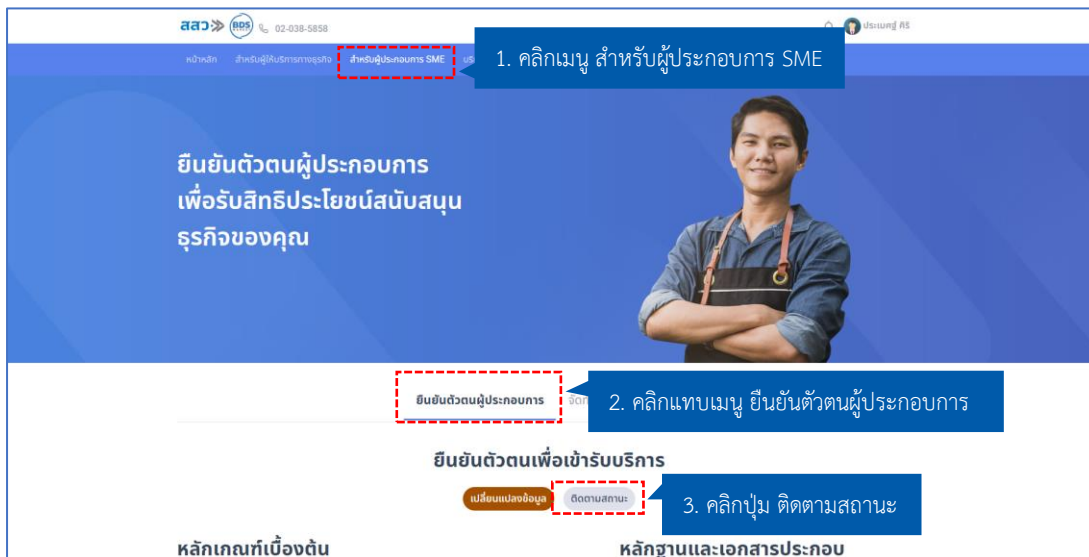 สสว BDS 02-038-5858
ประเมศฐ์ คีรี
หน้าหลัก สำหรับผู้ให้บริการทางธุรกิจ สำหรับผู้ประกอบการ SME
1. คลิกเมนู สำหรับผู้ประกอบการ SME
ยืนยันตัวตนผู้ประกอบการ
เพื่อรับสิทธิประโยชน์สนับสนุน
ธุรกิจของคุณ
ยืนยันตัวตนผู้ประกอบการ
2. คลิกแทบเมนู ยืนยันตัวตนผู้ประกอบการ
ยืนยันตัวตนเพื่อเข้ารับบริการ
เปลี่ยนแปลงข้อมูล ติดตามสถานะ
3. คลิกปุ่ม ติดตามสถานะ
หลักเกณฑ์เบื้องต้น หลักฐานและเอกสารประกอบ